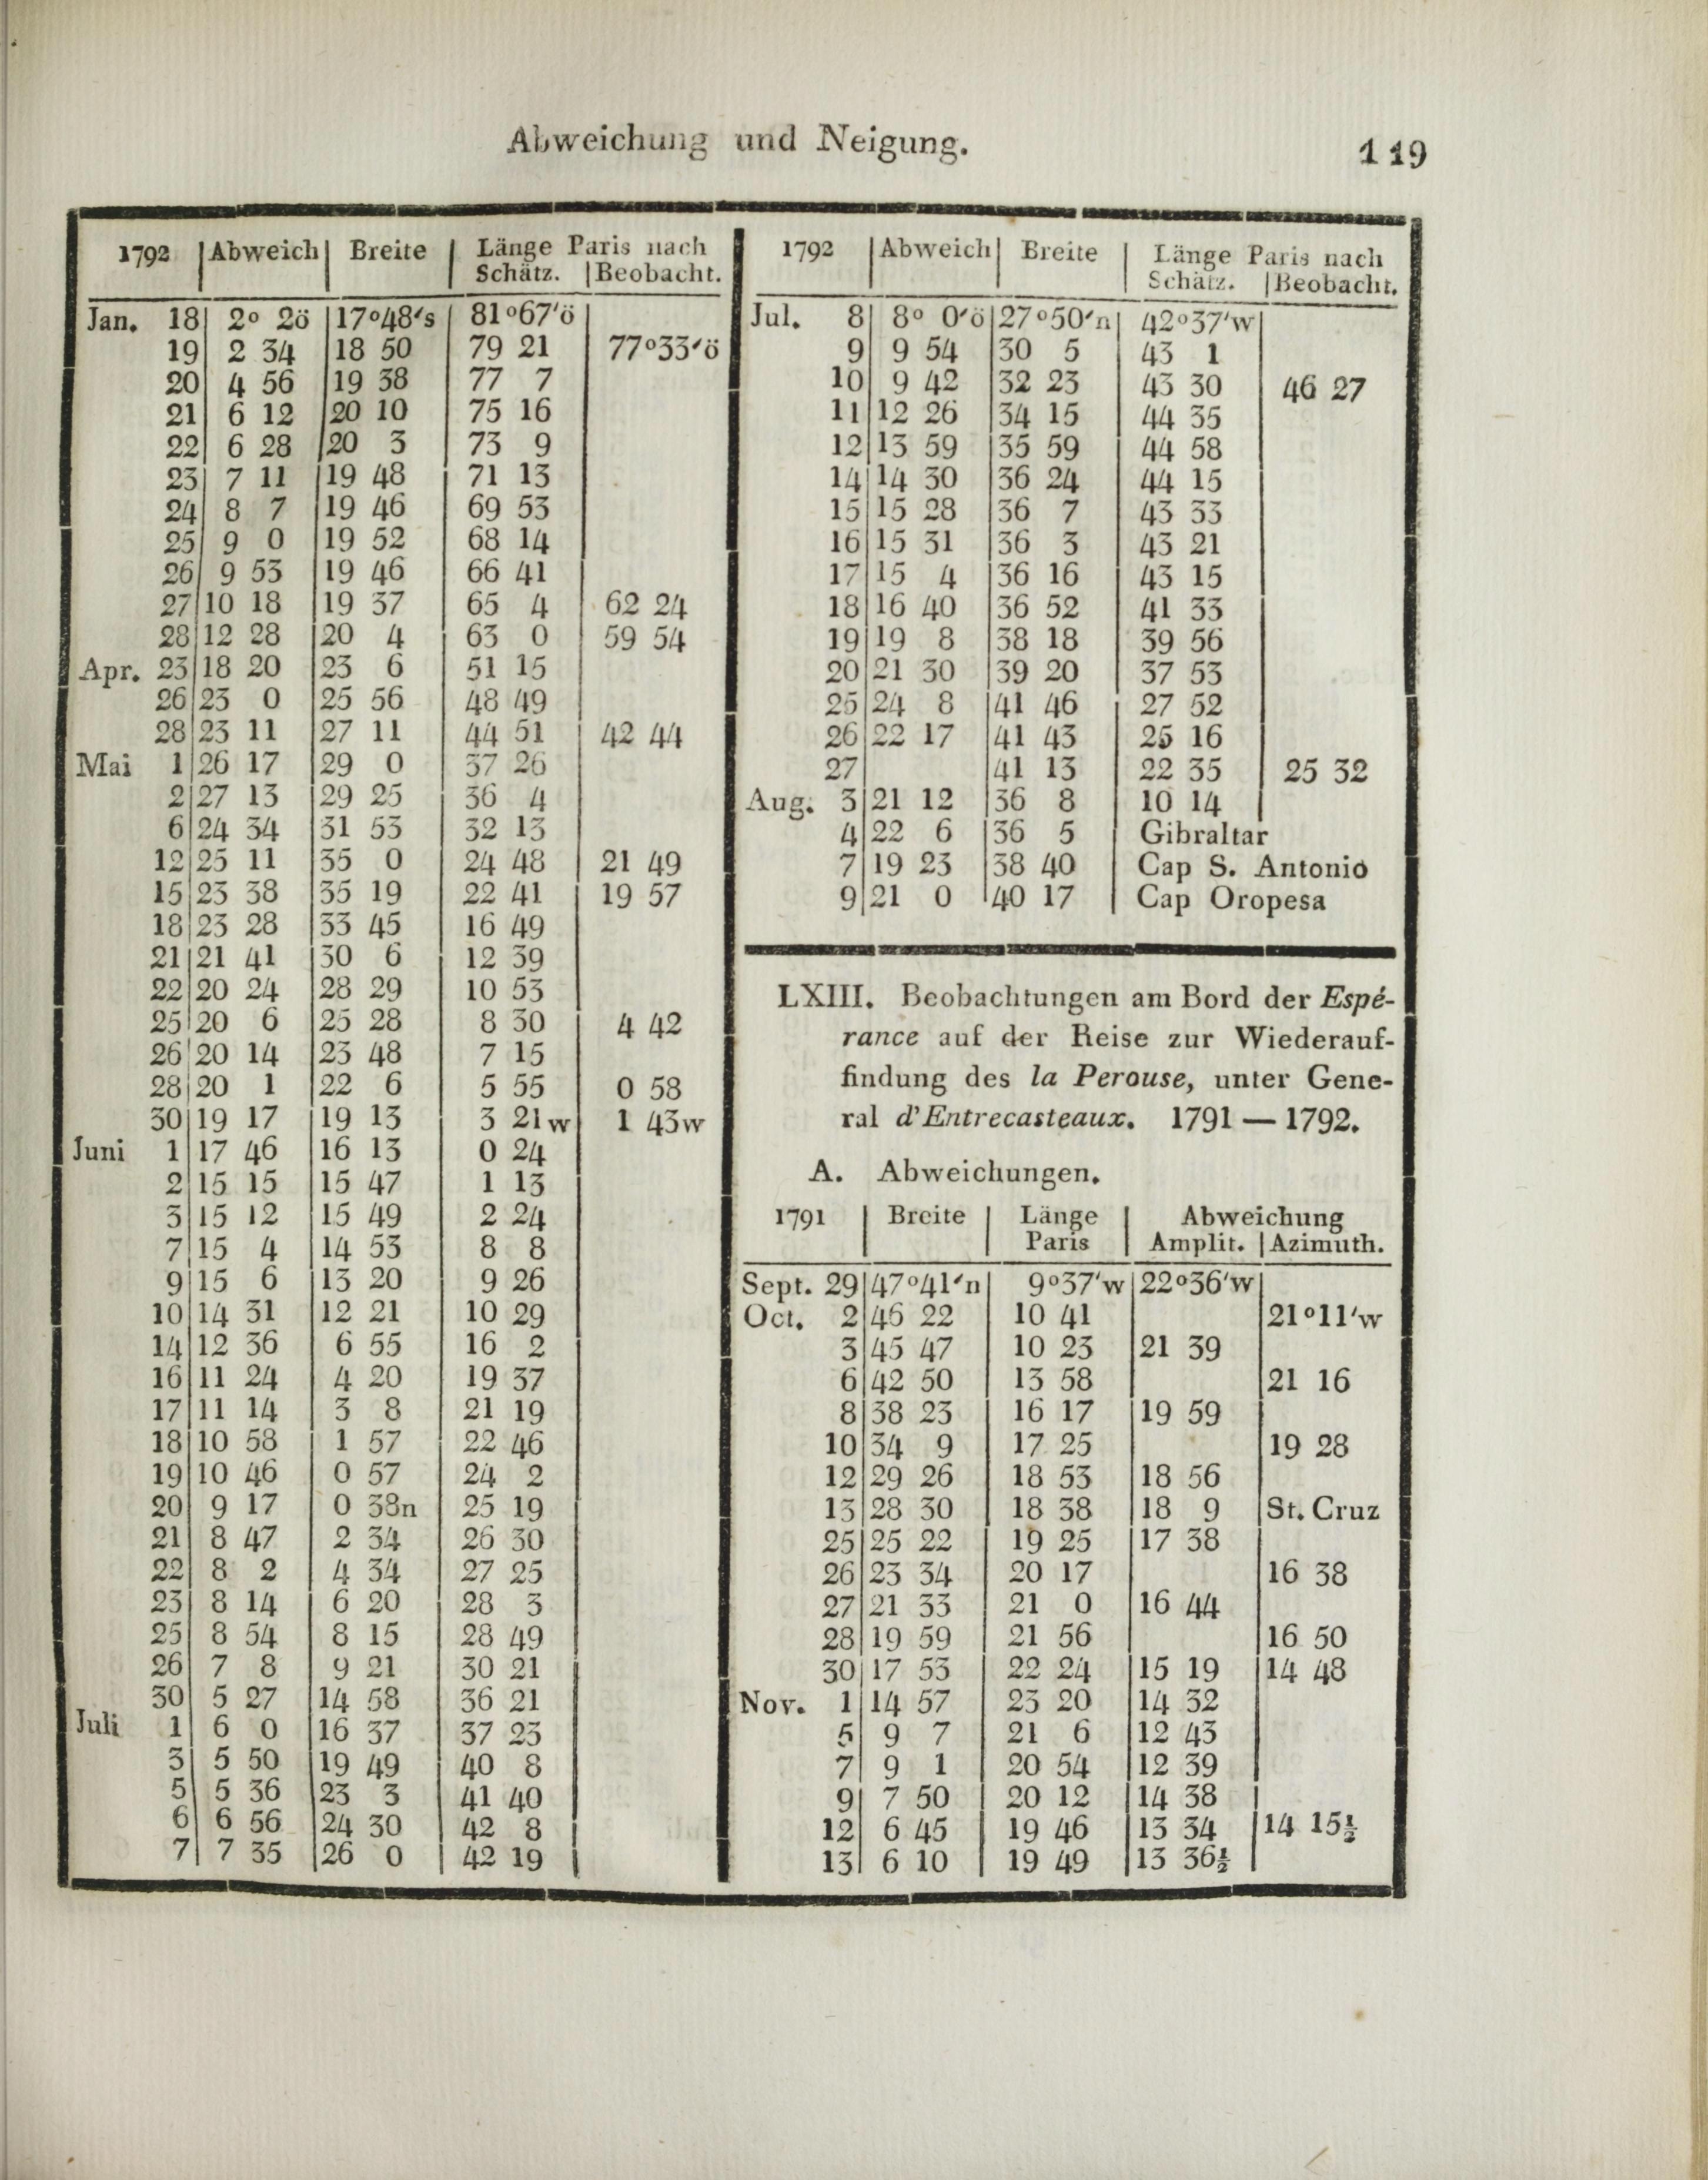 Abweichung und Neigung.
119
1792 Abweich Breite Länge Paris nach
Schätz. Beobacht.
Jan. 18 2° 2ö 17°48's 81°67'ö
19 2 34 18 50 79 21 77°33'ö
20 4 56 19 38 77 7
21 6 12 20 10 75 16
22 6 28 20 3 73 9
23 7 11 19 48 71 13
24 8 7 19 46 69 53
25 9 0 19 52 68 14
26 9 53 19 46 66 41
27 10 18 19 37 65 4 62 24
28 12 28 20 4 63 0 59 54
Apr. 23 18 20 23 6 51 15
26 23 0 25 56 48 49
28 23 11 27 11 44 51 42 44
Mai 1 26 17 29 0 37 26
2 27 13 29 25 36 4
6 24 34 31 53 32 13
12 25 11 35 0 24 48 21 49
15 23 38 35 19 22 41 19 57
18 23 28 33 45 16 49
21 21 41 30 6 12 39
22 20 24 28 29 10 53
25 20 6 25 28 8 30 4 42
26 20 14 23 48 7 15
28 20 1 22 6 5 55 0 58
30 19 17 19 13 3 21w 1 43w
Juni 1 17 46 16 13 0 24
2 15 15 15 47 1 13
3 15 12 15 49 2 24
7 15 4 14 53 8 8
9 15 6 13 20 9 26
10 14 31 12 21 10 29
14 12 36 6 55 16 2
16 11 24 4 20 19 37
17 11 14 3 8 21 19
18 10 58 1 57 22 46
19 10 46 0 57 24 2
20 9 17 0 38n 25 19
21 8 47 2 34 26 30
22 8 2 4 34 27 25
23 8 14 6 20 28 3
25 8 54 8 15 28 49
26 7 8 9 21 30 21
30 5 27 14 58 36 21
Juli 1 6 0 16 37 37 23
3 5 50 19 49 40 8
5 5 36 23 3 41 40
6 6 56 24 30 42 8
7 7 35 26 0 42 19
1792 Abweich Breite Länge Paris nach
Schätz. Beobacht.
Jul. 8 8° 0'ö 27°50'n 42°37'w
9 9 54 30 5 43 1
10 9 42 32 23 43 30 46 27
11 12 26 34 15 44 35
12 13 59 35 59 44 58
14 14 30 36 24 44 15
15 15 28 36 7 43 33
16 15 31 36 3 43 21
17 15 4 36 16 43 15
18 16 40 36 52 41 33
19 19 8 38 18 39 56
20 21 30 39 20 37 53
25 24 8 41 46 27 52
26 22 17 41 43 25 16
27 41 13 22 35 25 32
Aug. 3 21 12 36 8 10 14
4 22 6 36 5 Gibraltar
7 19 23 38 40 Cap S. Antonio
9 21 0 40 17 Cap Oropesa
LXIII. Beobachtungen am Bord der Espé-
rance auf der Reise zur Wiederauf-
findung des la Perouse, unter Gene-
ral d'Entrecasteaux. 1791 — 1792.
A. Abweichungen.
1791 Breite Länge Abweichung
Paris Amplit. Azimuth.
Sept. 29 47°41'n 9°37'w 22°36'w
Oct. 2 46 22 10 41 21°11'w
3 45 47 10 23 21 39
6 42 50 13 58 21 16
8 38 23 16 17 19 59
10 34 9 17 25 19 28
12 29 26 18 53 18 56
13 28 30 18 38 18 9 St. Cruz
25 25 22 19 25 17 38
26 23 34 20 17 16 38
27 21 33 21 0 16 44
28 19 59 21 56 16 50
30 17 53 22 24 15 19 14 48
Nov. 1 14 57 23 20 14 32
5 9 7 21 6 12 43
7 9 1 20 54 12 39
9 7 50 20 12 14 38
12 6 45 19 46 13 34 14 15½
13 6 10 19 49 13 36½